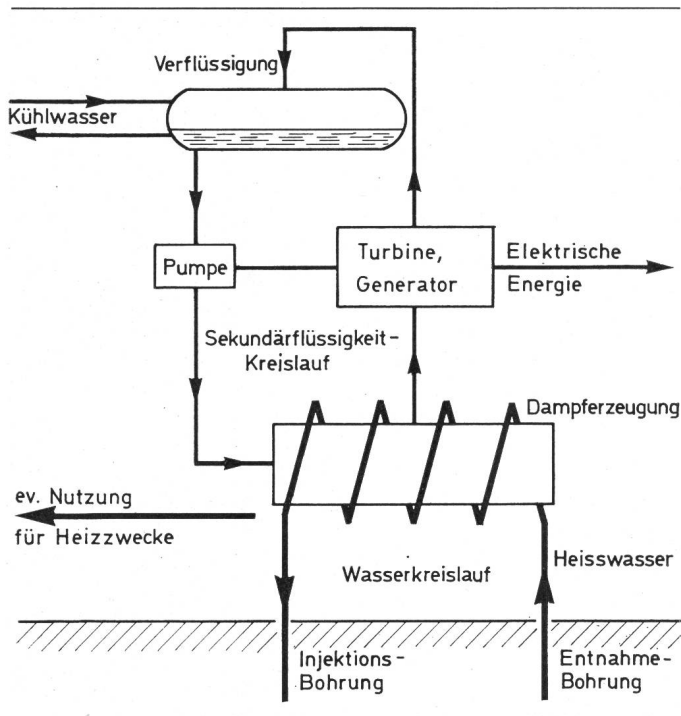 Verflüssigung
Kühlwasser
Pumpe
Turbine,
Generator
Elektrische
Energie
Sekundärflüssigkeit-
Kreislauf
Dampferzeugung
ev. Nutzung
für Heizzwecke
Wasserkreislauf
Heisswasser
Injektions-
Bohrung
Entnahme-
Bohrung